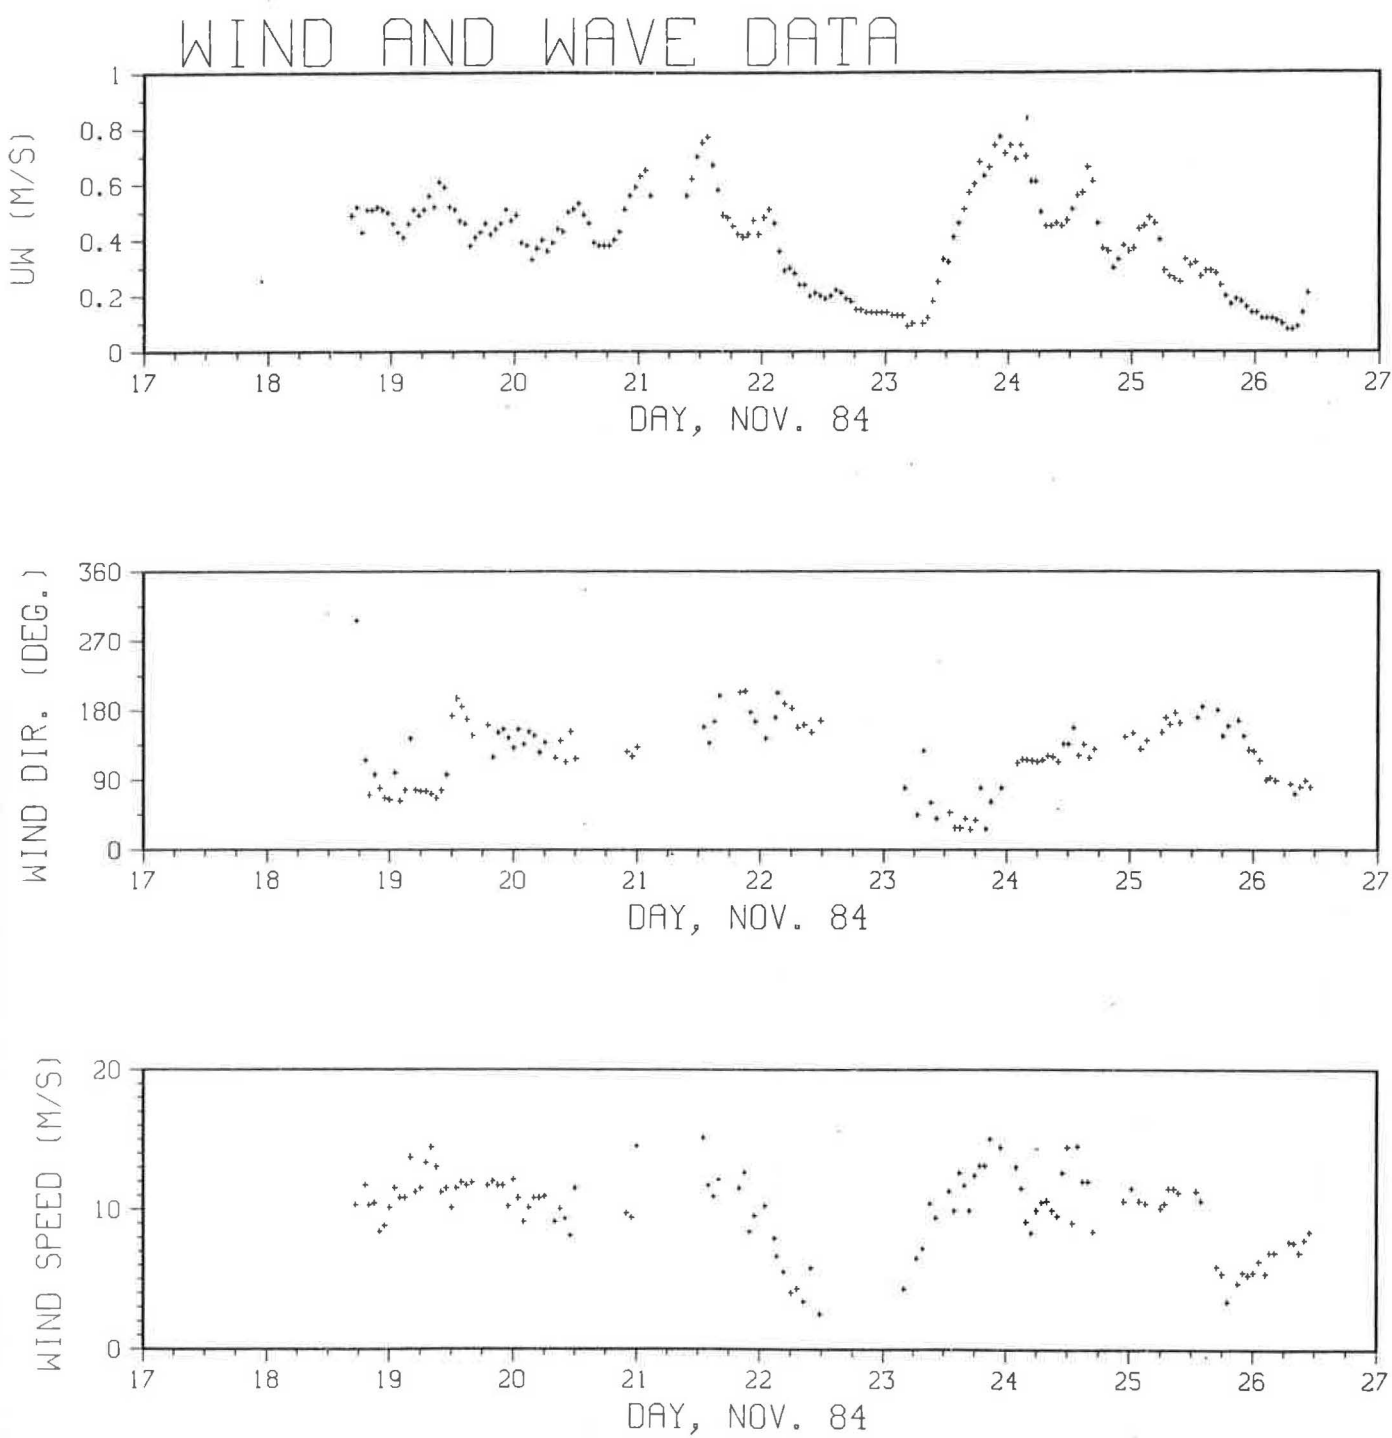 WIND AND WAVE DATA
UW (M/S)
1
0.8
0.6
0.4
0.2
0
17 18 19 20 21 22 23 24 25 26 27
DAY, NOV. 84
WIND DIR. (DEG.)
360
270
180
90
0
17 18 19 20 21 22 23 24 25 26 27
DAY, NOV. 84
WIND SPEED (M/S)
20
10
0
17 18 19 20 21 22 23 24 25 26 27
DAY, NOV. 84